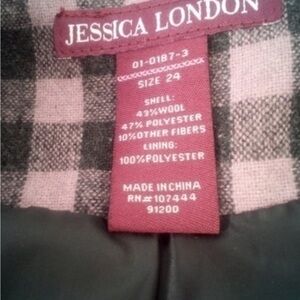 JESSICA LONDON
01-0187-3
SIZE 24
SHELL:
43%WOOL
47% POLYESTER
10%OTHER FIBERS
LINING:
100%POLYESTER
MADE IN CHINA
RN# 107444
91200